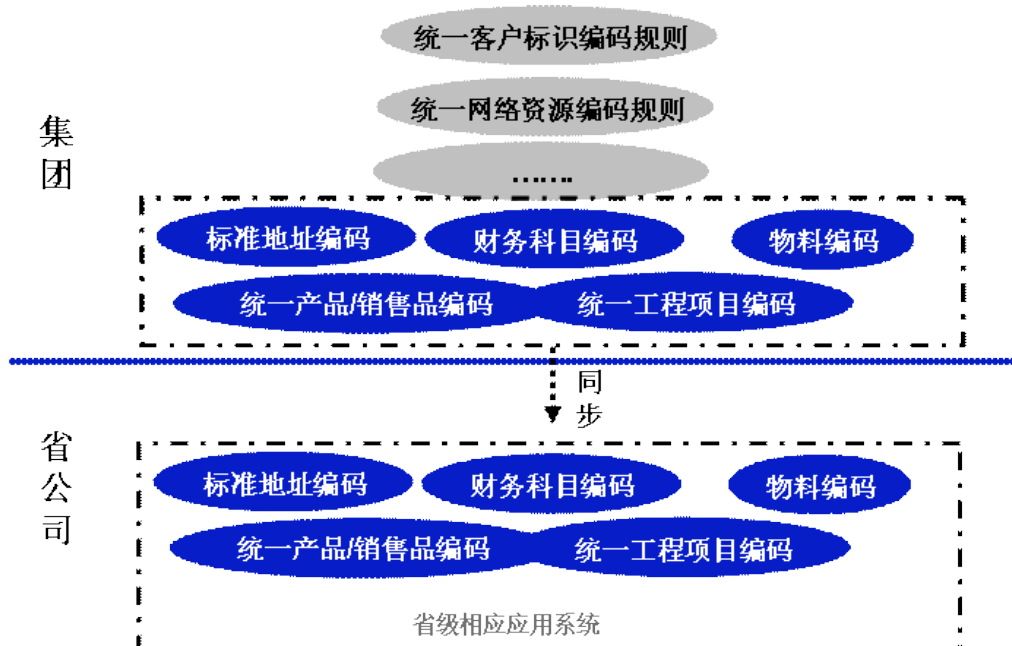 统一客户标识编码规则
统一网络资源编码规则
…….
集团
标准地址编码 财务科目编码 物料编码
统一产品/销售品编码 统一工程项目编码
同步
省公司
标准地址编码 财务科目编码 物料编码
统一产品/销售品编码 统一工程项目编码
省级相应应用系统